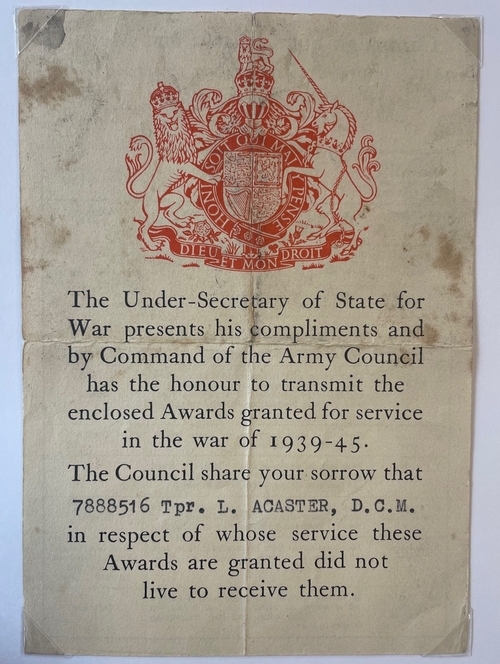 HONI SOIT QUI MAL Y PENSE
DIEU ET MON DROIT
The Under-Secretary of State for
War presents his compliments and
by Command of the Army Council
has the honour to transmit the
enclosed Awards granted for service
in the war of 1939-45.
The Council share your sorrow that
7888516 Tpr. L. ACASTER, D.C.M.
in respect of whose service these
Awards are granted did not
live to receive them.